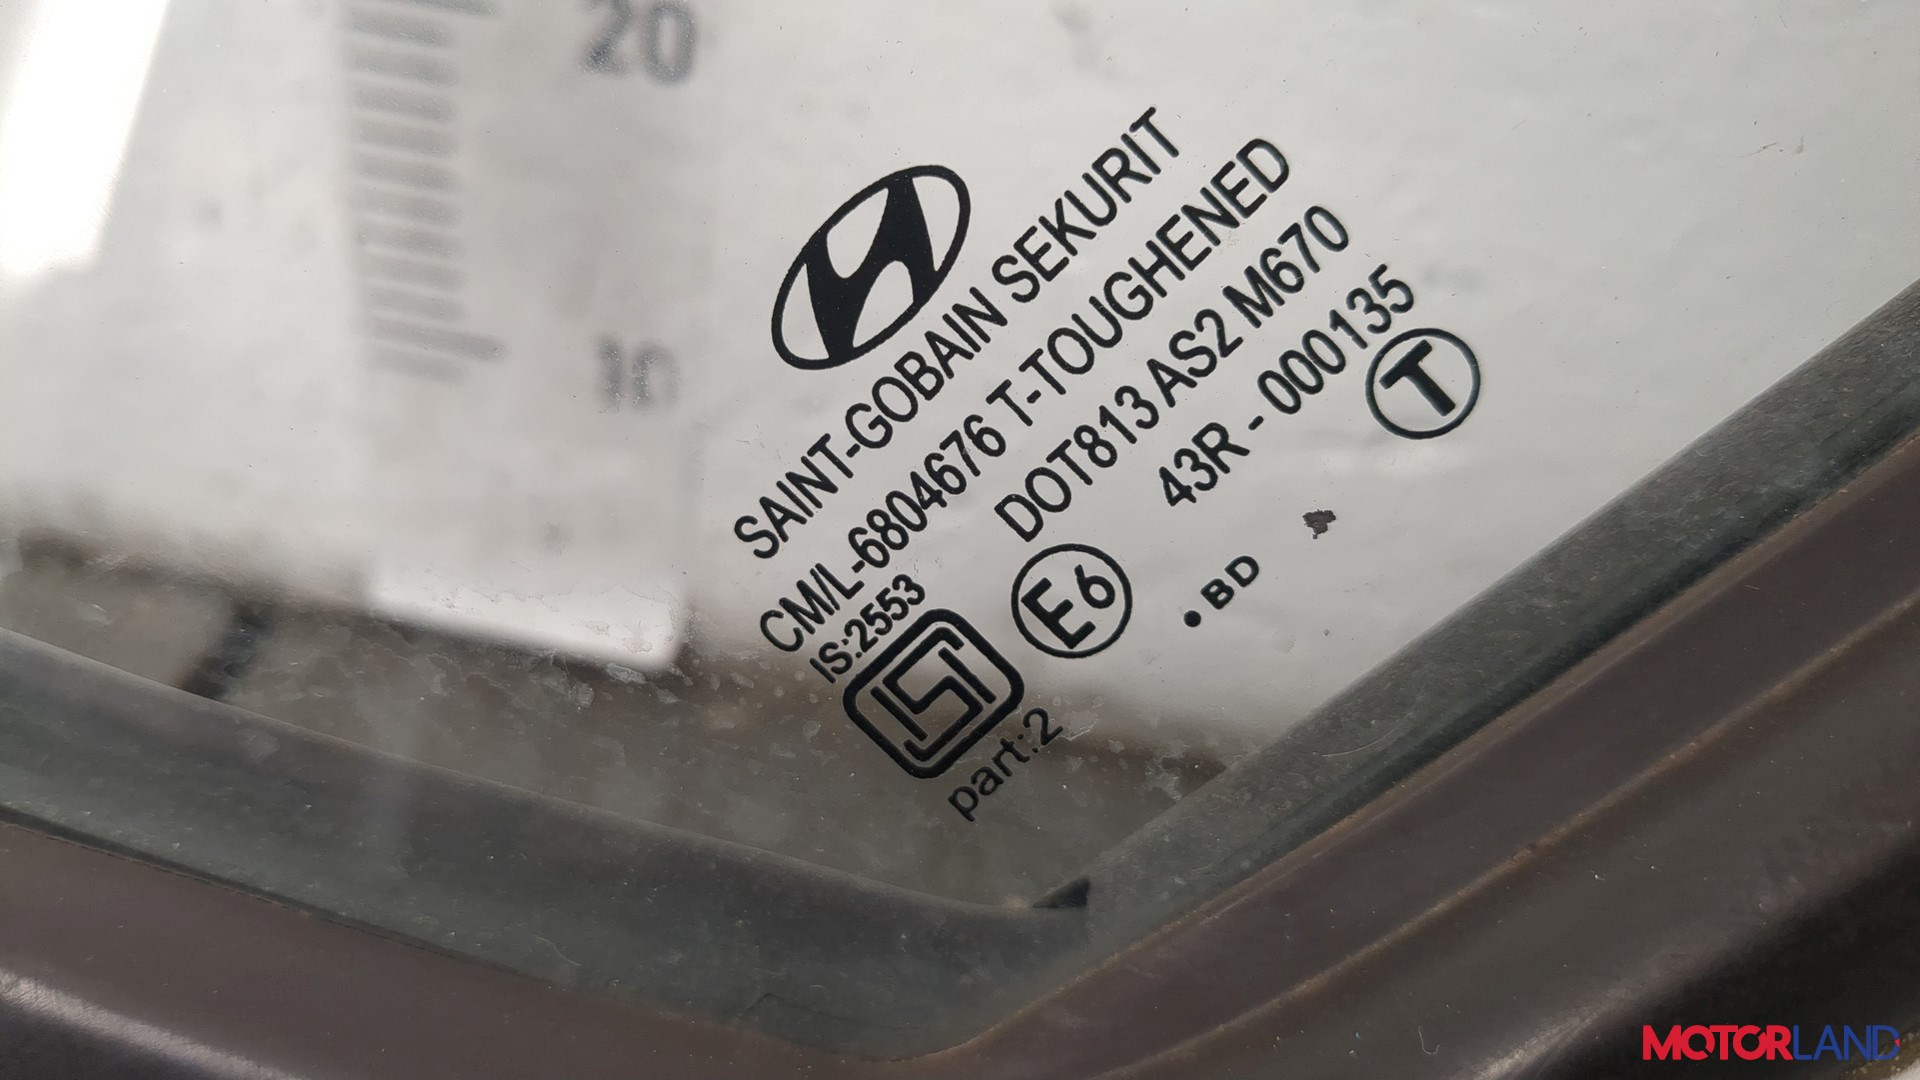 20
10
SAINT-GOBAIN SEKURIT
CM/L-6804676 T-TOUGHENED
IS:2553
DOT813 AS2 M670
43R - 000135
T
E6
ISI
part:2
• BD
MOTORLAND